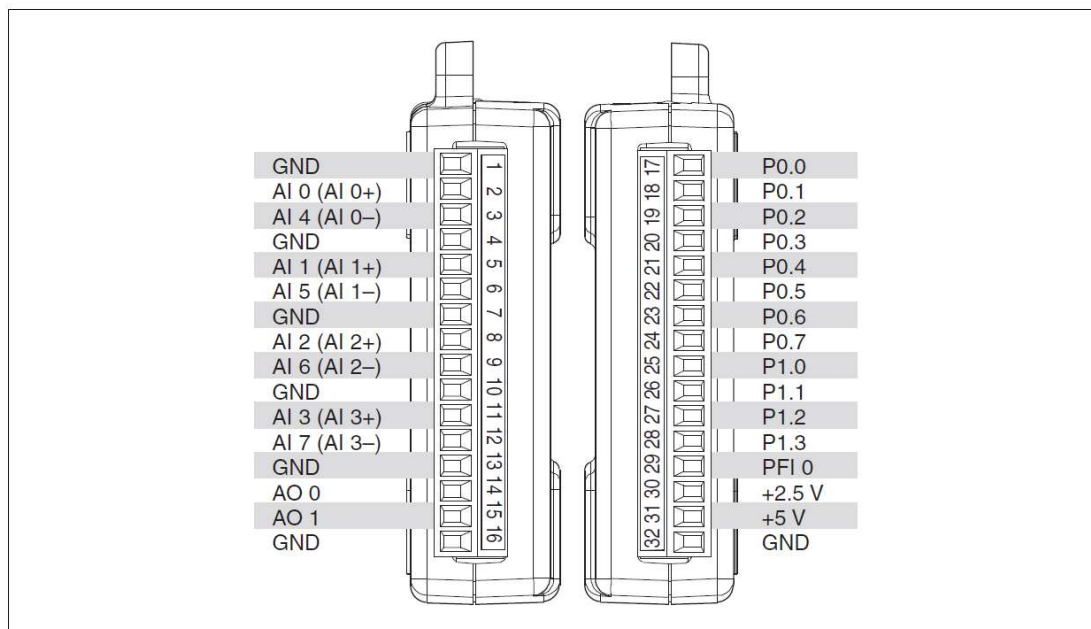 GND 1 17 P0.0
AI 0 (AI 0+) 2 18 P0.1
AI 4 (AI 0–) 3 19 P0.2
GND 4 20 P0.3
AI 1 (AI 1+) 5 21 P0.4
AI 5 (AI 1–) 6 22 P0.5
GND 7 23 P0.6
AI 2 (AI 2+) 8 24 P0.7
AI 6 (AI 2–) 9 25 P1.0
GND 10 26 P1.1
AI 3 (AI 3+) 11 27 P1.2
AI 7 (AI 3–) 12 28 P1.3
GND 13 29 PFI 0
AO 0 14 30 +2.5 V
AO 1 15 31 +5 V
GND 16 32 GND